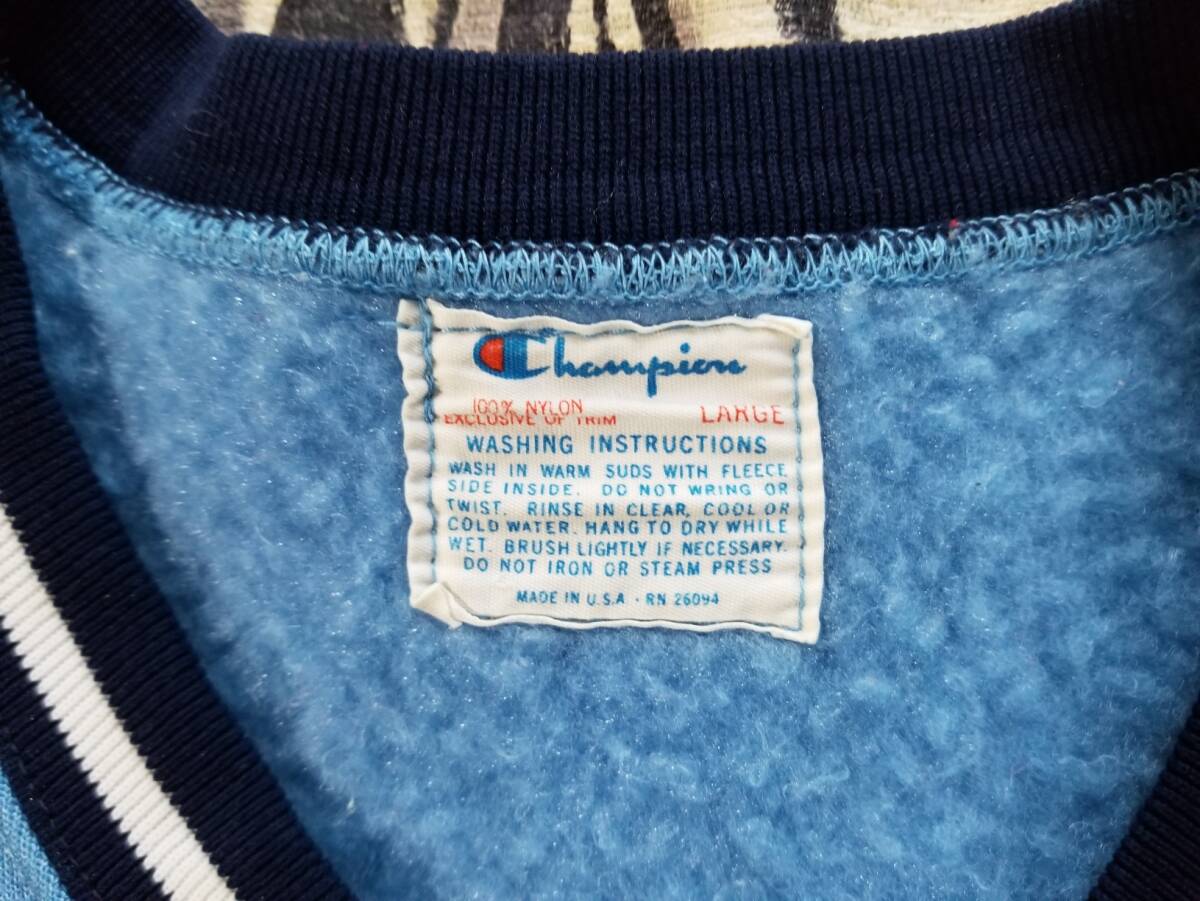 Champion
100% NYLON
EXCLUSIVE OF TRIM LARGE
WASHING INSTRUCTIONS
WASH IN WARM SUDS WITH FLEECE
SIDE INSIDE. DO NOT WRING OR
TWIST. RINSE IN CLEAR, COOL OR
COLD WATER. HANG TO DRY WHILE
WET. BRUSH LIGHTLY IF NECESSARY.
DO NOT IRON OR STEAM PRESS
MADE IN U.S.A · RN 26094